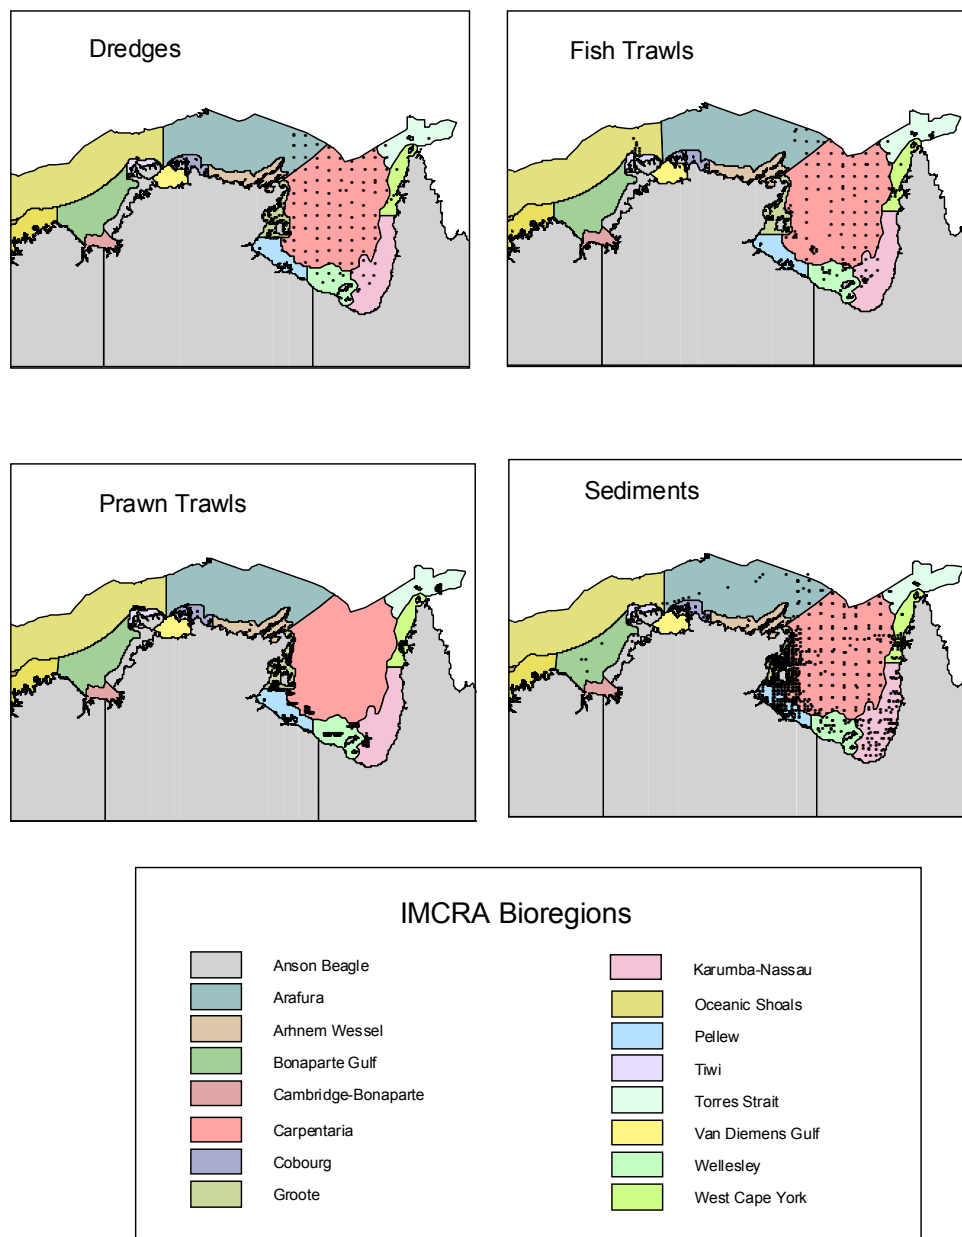 Dredges
Fish Trawls
Prawn Trawls
Sediments
IMCRA Bioregions
Anson Beagle
Arafura
Arhnem Wessel
Bonaparte Gulf
Cambridge-Bonaparte
Carpentaria
Cobourg
Groote
Karumba-Nassau
Oceanic Shoals
Pellew
Tiwi
Torres Strait
Van Diemens Gulf
Wellesley
West Cape York